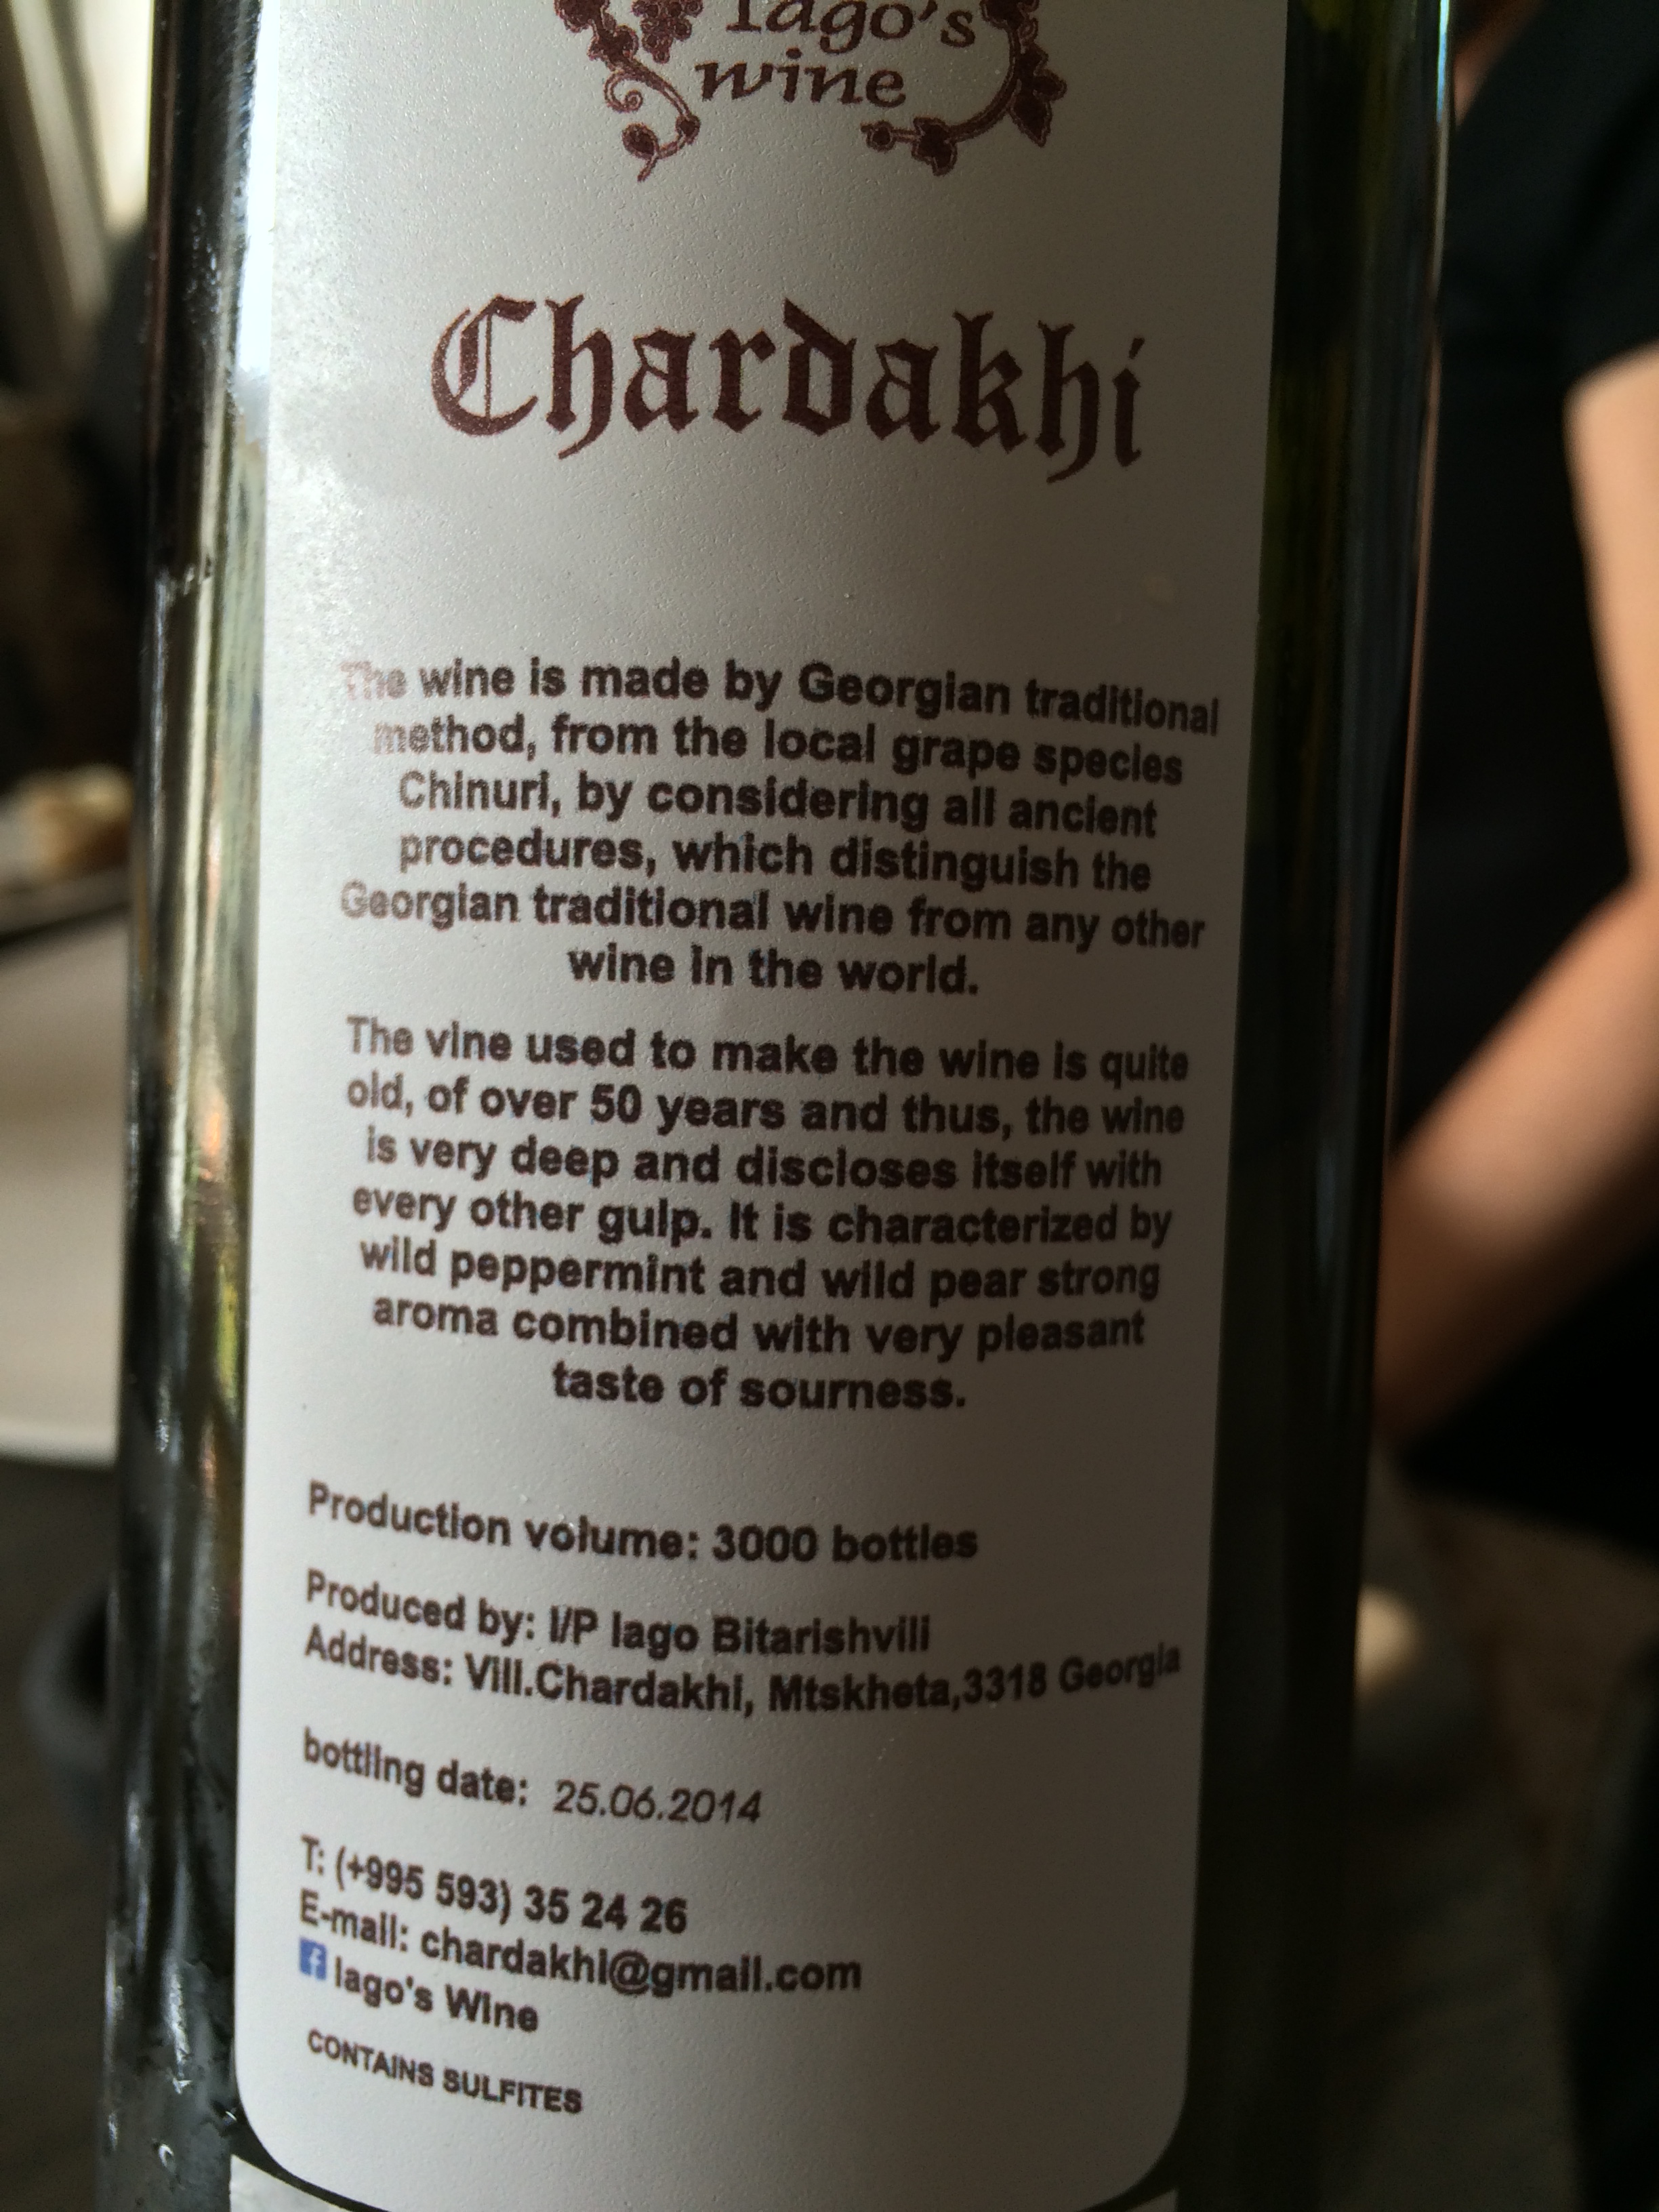 Iago's
wine
Chardakhi
The wine is made by Georgian traditional
method, from the local grape species
Chinuri, by considering all ancient
procedures, which distinguish the
Georgian traditional wine from any other
wine in the world.
The vine used to make the wine is quite
old, of over 50 years and thus, the wine
is very deep and discloses itself with
every other gulp. It is characterized by
wild peppermint and wild pear strong
aroma combined with very pleasant
taste of sourness.
Production volume: 3000 bottles
Produced by: I/P Iago Bitarishvili
Address: Vill.Chardakhi, Mtskheta,3318 Georgia
bottling date: 25.06.2014
T: (+995 593) 35 24 26
E-mail: chardakhi@gmail.com
f Iago's Wine
CONTAINS SULFITES